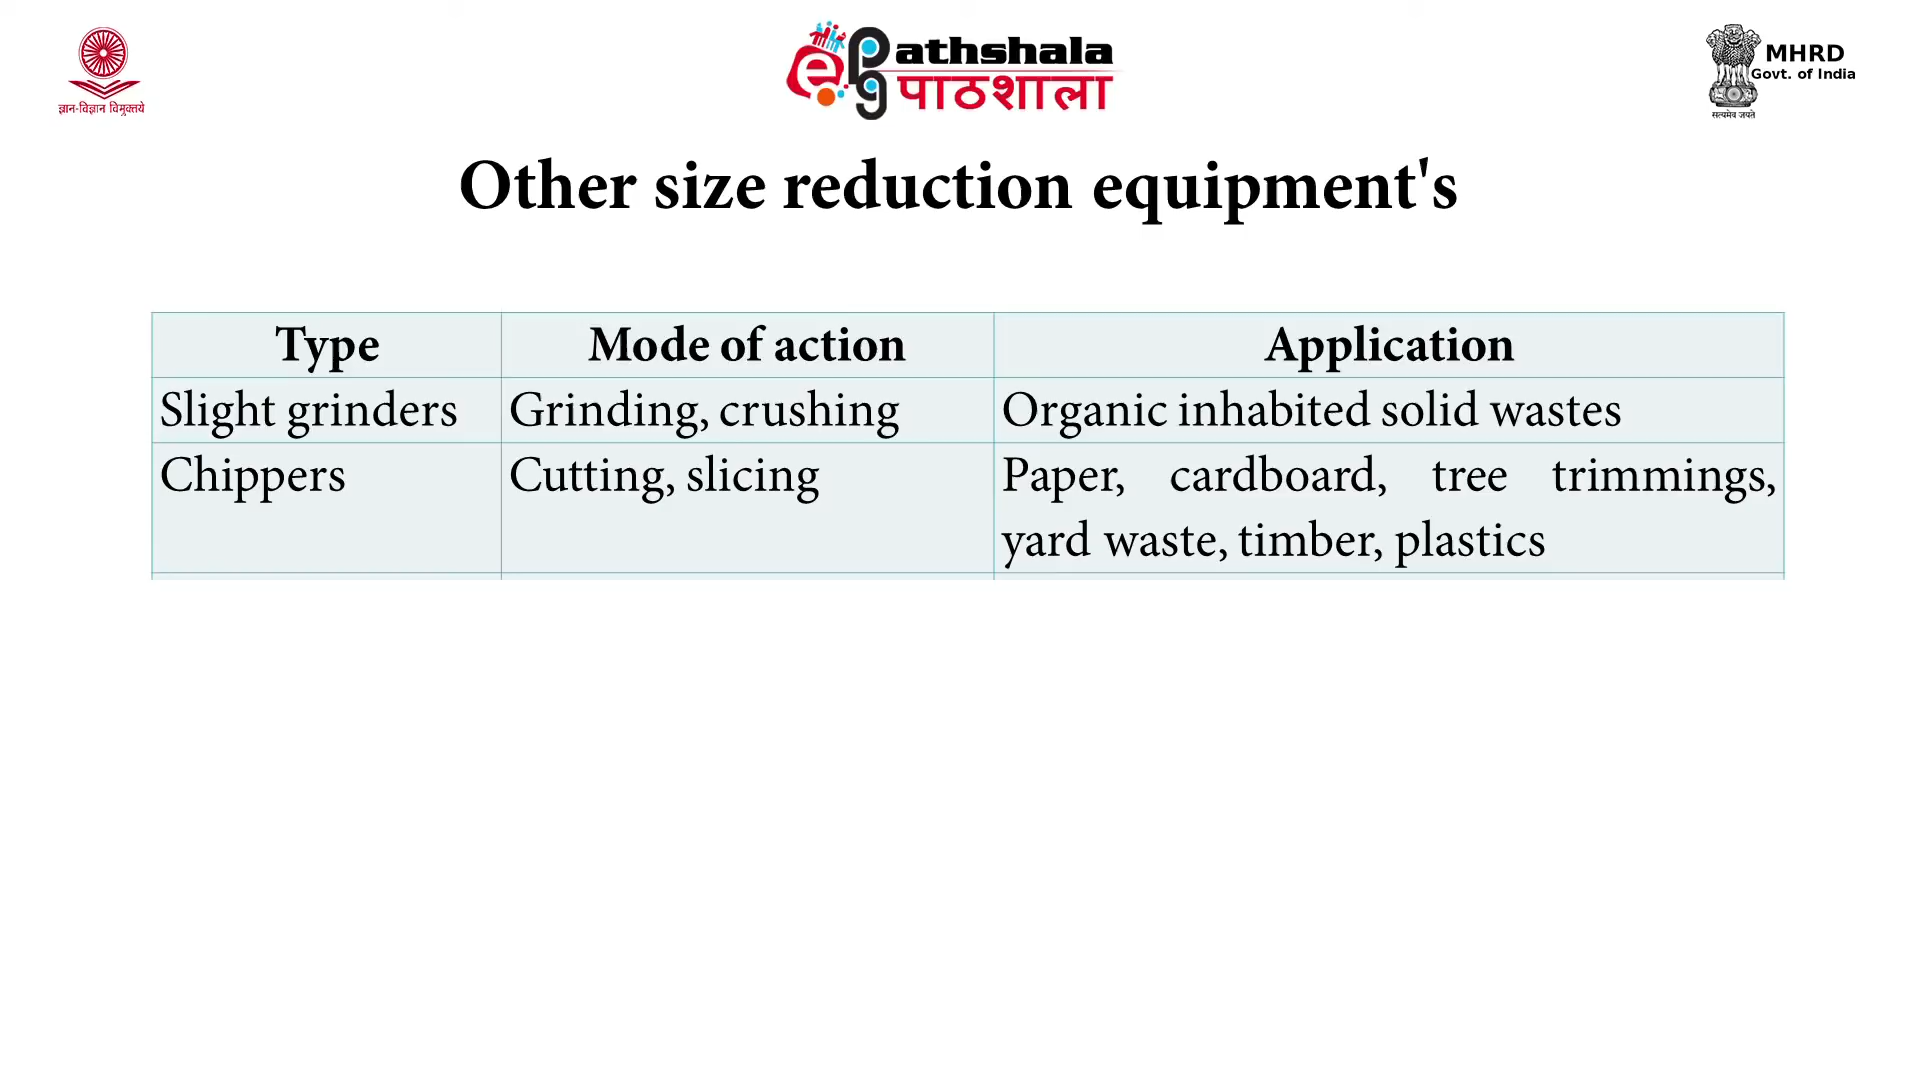 ज्ञान-विज्ञान विमुक्तये
e
Pg athshala
पाठशाला
MHRD
Govt. of India
सत्यमेव जयते
Other size reduction equipment's
Type Mode of action Application
Slight grinders Grinding, crushing Organic inhabited solid wastes
Chippers Cutting, slicing Paper, cardboard, tree trimmings,
yard waste, timber, plastics